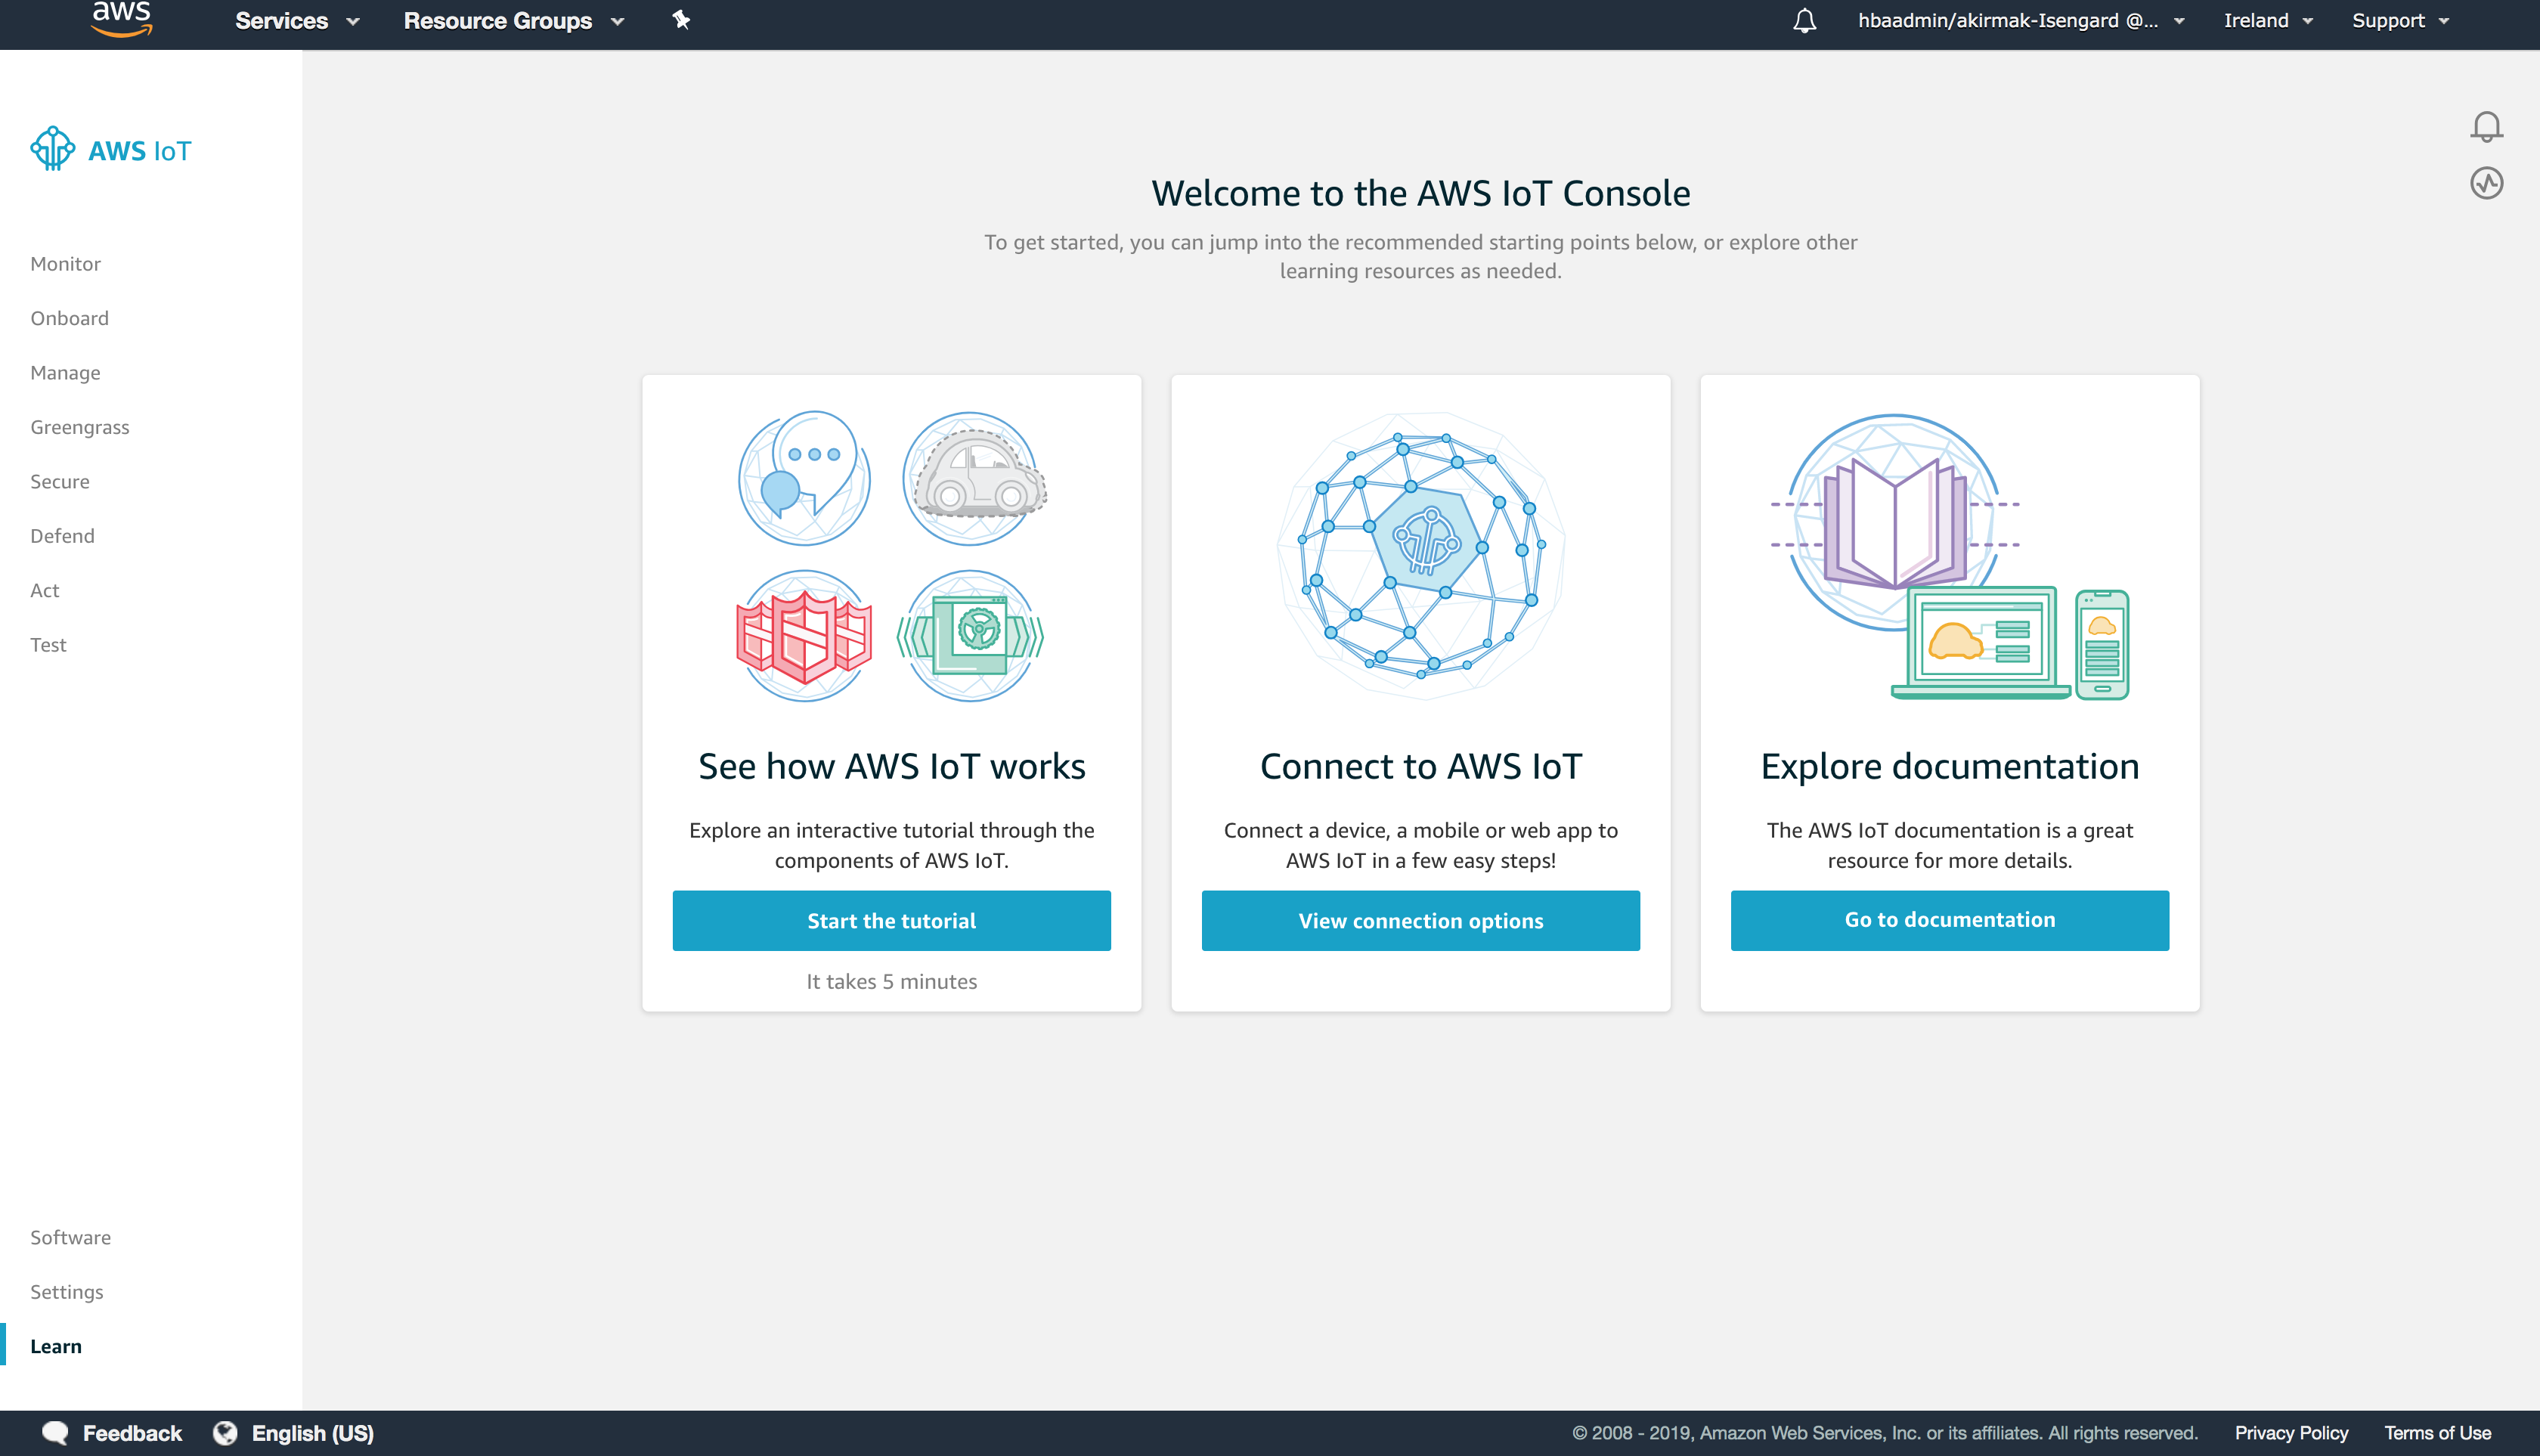 aws
Services
Resource Groups
hbaadmin/akirmak-Isengard @...
Ireland
Support
AWS IoT
Monitor
Onboard
Manage
Greengrass
Secure
Defend
Act
Test
Software
Settings
Learn
Welcome to the AWS IoT Console
To get started, you can jump into the recommended starting points below, or explore other
learning resources as needed.
See how AWS IoT works
Explore an interactive tutorial through the
components of AWS IoT.
Start the tutorial
It takes 5 minutes
Connect to AWS IoT
Connect a device, a mobile or web app to
AWS IoT in a few easy steps!
View connection options
Explore documentation
The AWS IoT documentation is a great
resource for more details.
Go to documentation
Feedback
English (US)
© 2008 - 2019, Amazon Web Services, Inc. or its affiliates. All rights reserved.
Privacy Policy
Terms of Use